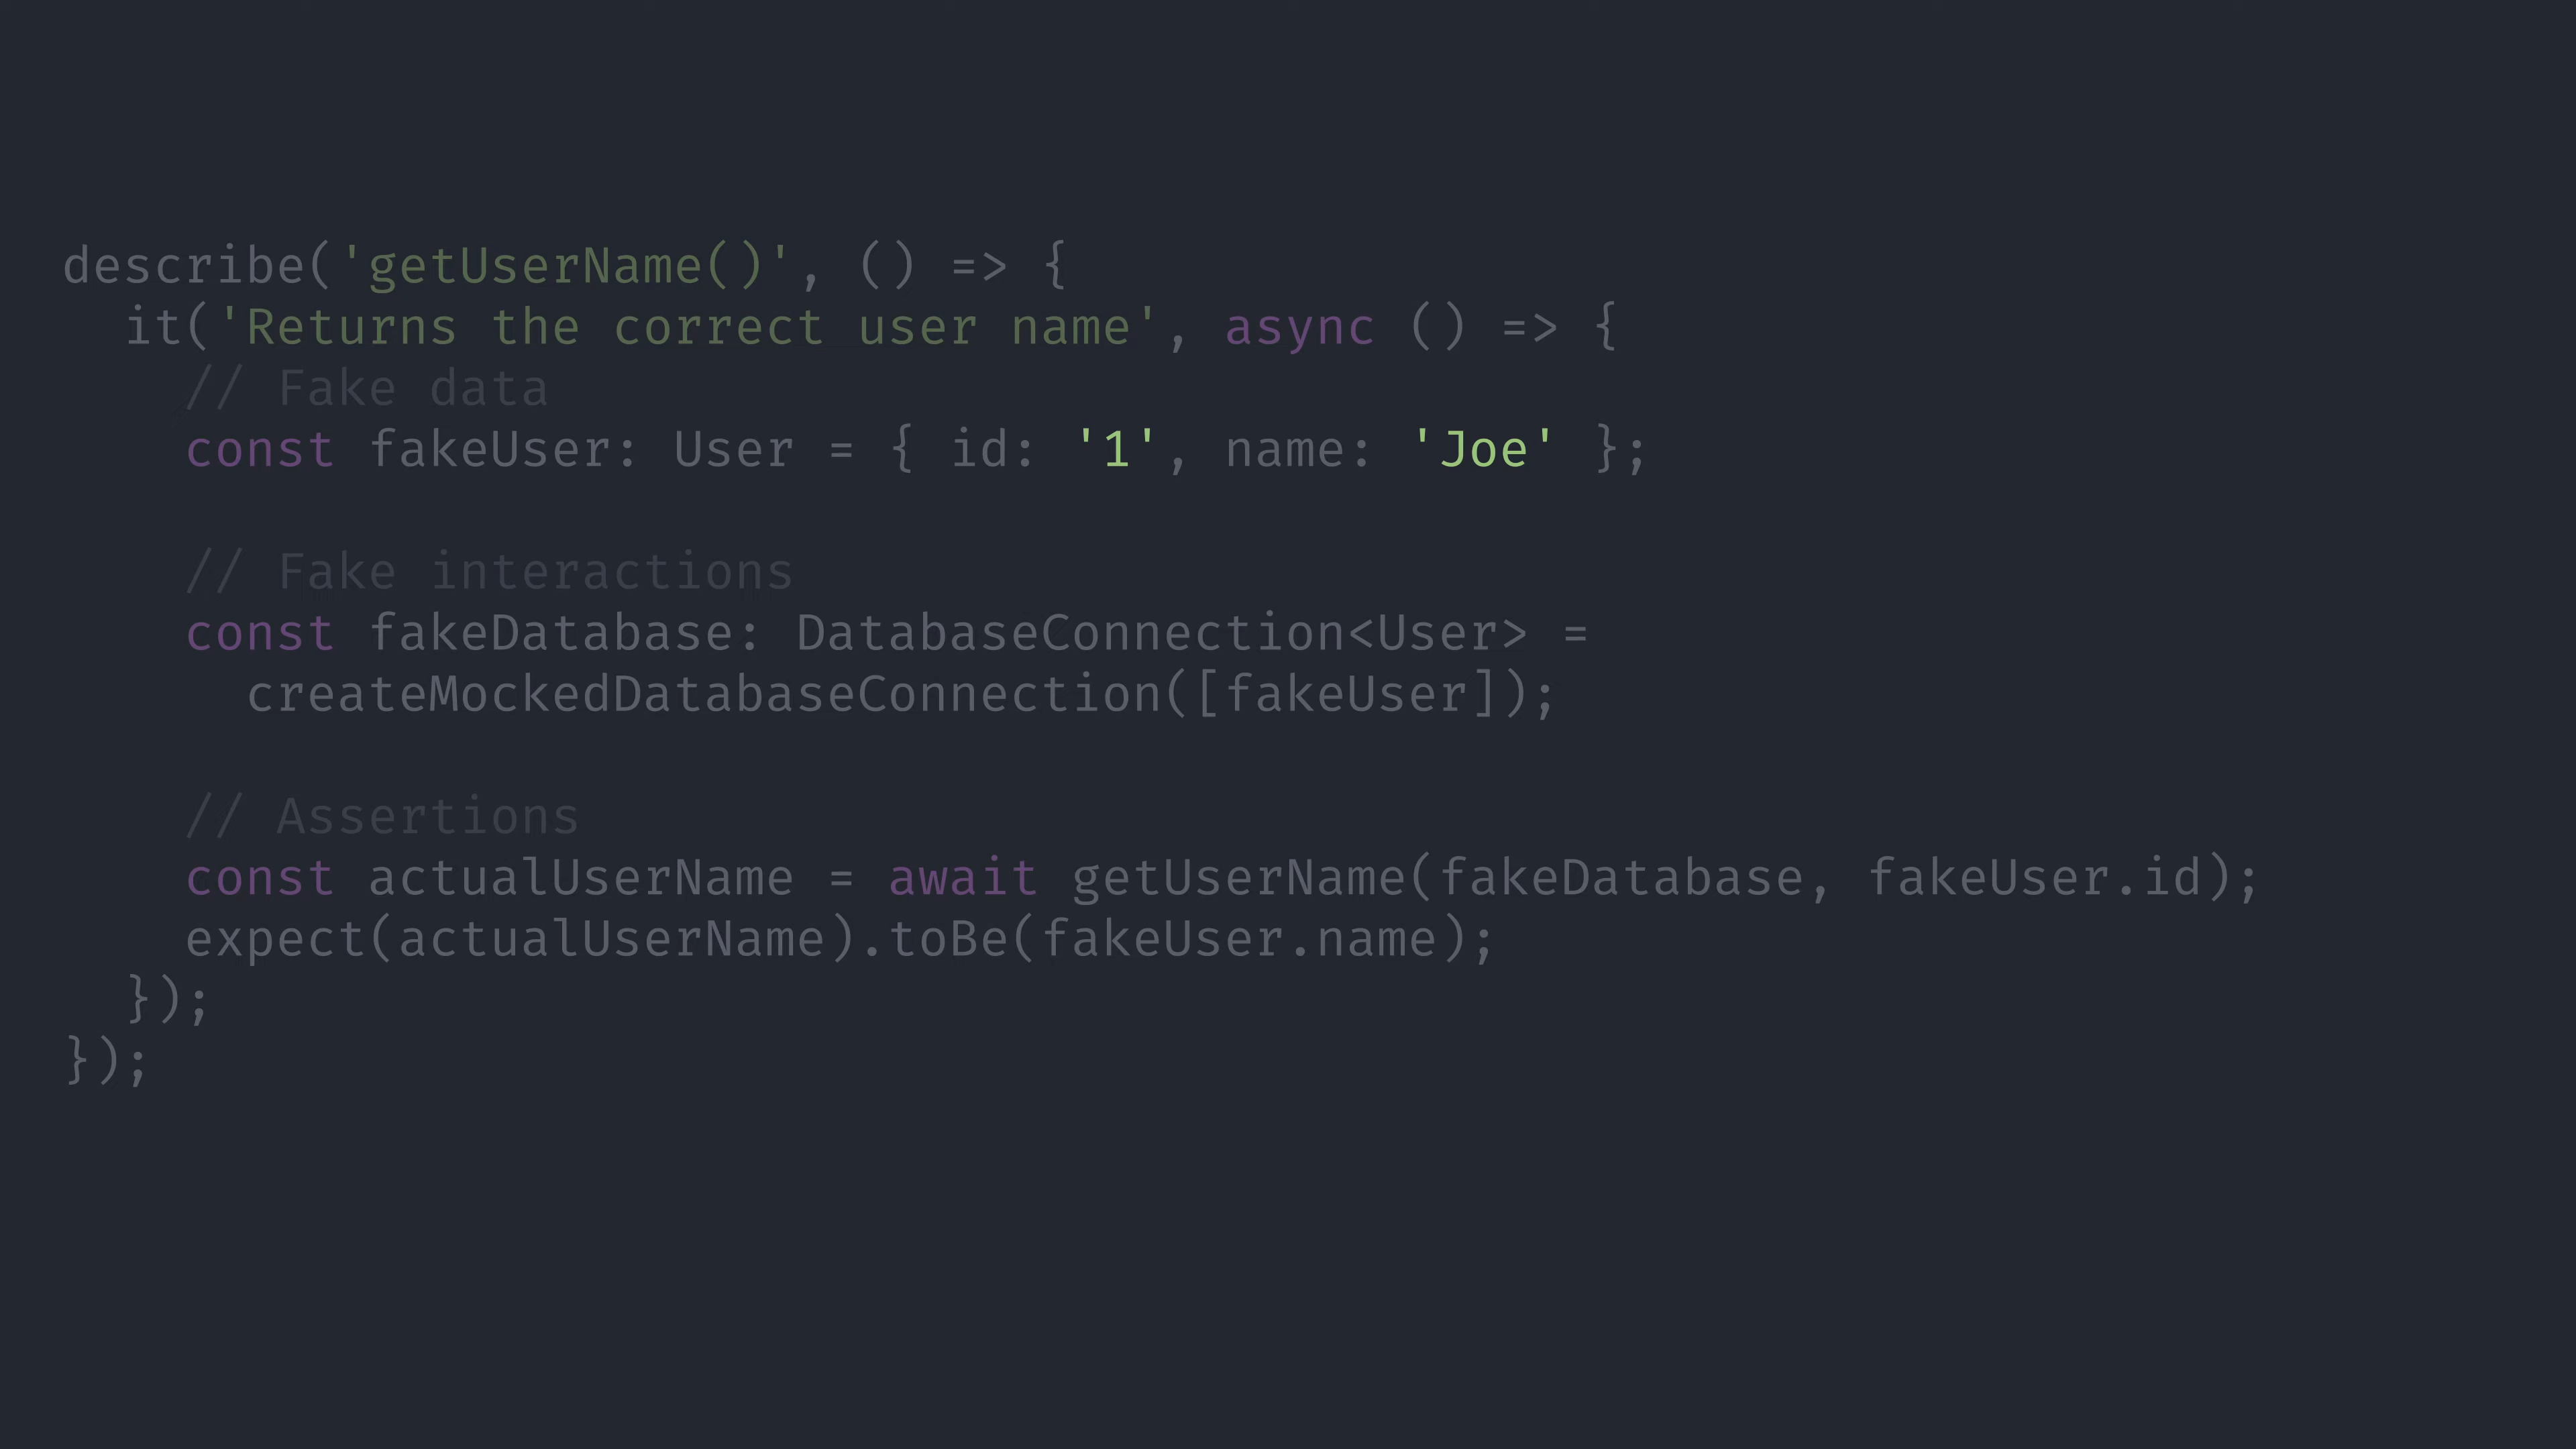 describe('getUserName()', () => {
  it('Returns the correct user name', async () => {
    // Fake data
    const fakeUser: User = { id: '1', name: 'Joe' };

    // Fake interactions
    const fakeDatabase: DatabaseConnection<User> =
      createMockedDatabaseConnection([fakeUser]);

    // Assertions
    const actualUserName = await getUserName(fakeDatabase, fakeUser.id);
    expect(actualUserName).toBe(fakeUser.name);
  });
});